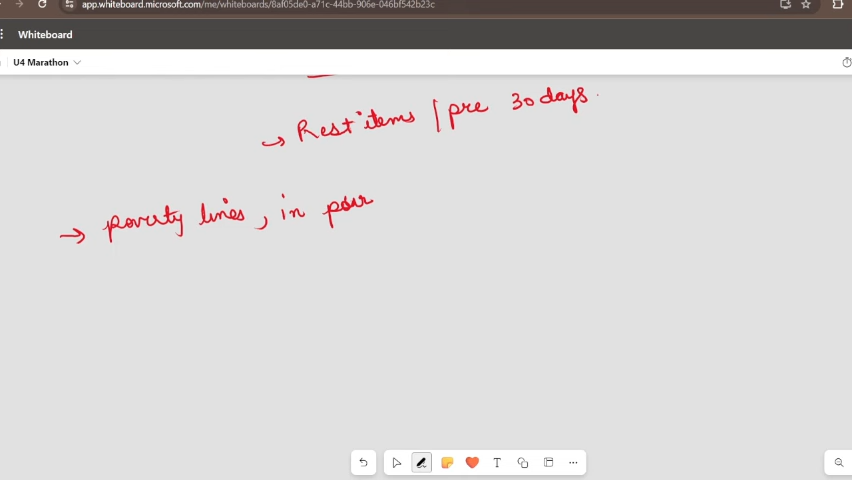 app.whiteboard.microsoft.com/me/whiteboards/8af05de0-a71c-44bb-906e-046bf542b23c
Whiteboard
U4 Marathon
→ Rest items / pre 30 days.
→ poverty lines, in pour
T